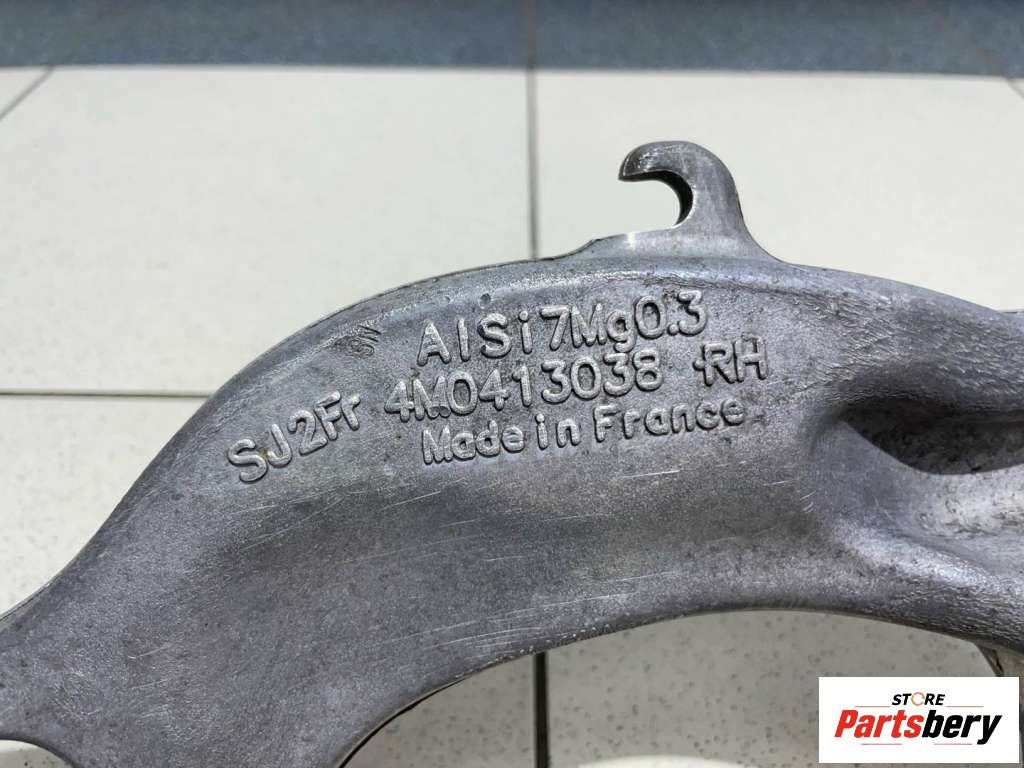 AlSi7Mg0.3
SJ2Fr 4M0413038 RH
Made in France
STORE
Partsbery